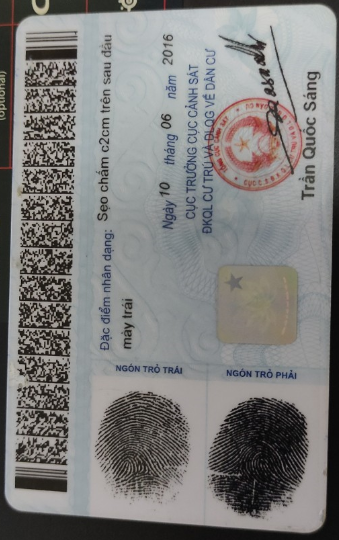 Đặc điểm nhân dạng: Sẹo chấm c2cm trên sau đầu
mày trái
Ngày 10 tháng 06 năm 2016
CỤC TRƯỞNG CỤC CẢNH SÁT
ĐKQL CƯ TRÚ VÀ DLQG VỀ DÂN CƯ
Trần Quốc Sáng
NGÓN TRỎ TRÁI
NGÓN TRỎ PHẢI
(optional)